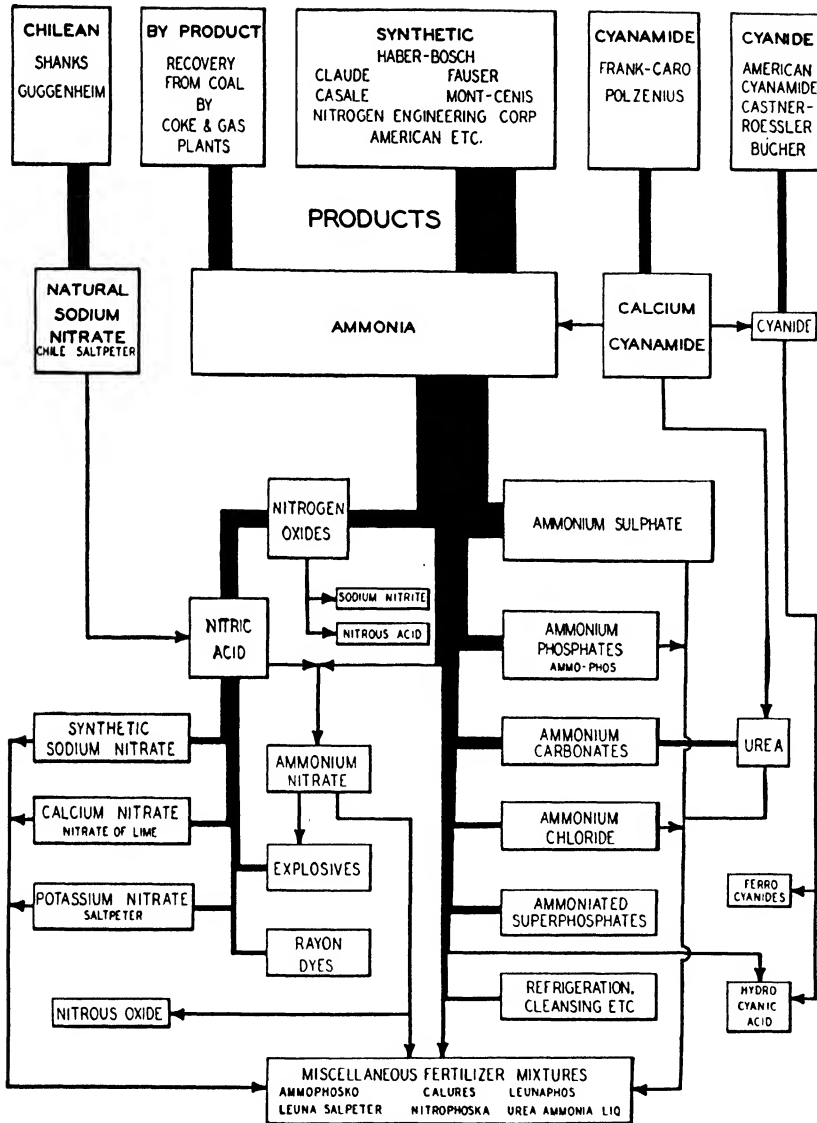 CHILEAN
SHANKS
GUGGENHEIM
BY PRODUCT
RECOVERY
FROM COAL
BY
COKE & GAS
PLANTS
SYNTHETIC
HABER-BOSCH
CLAUDE FAUSER
CASALE MONT-CENIS
NITROGEN ENGINEERING CORP
AMERICAN ETC.
CYANAMIDE
FRANK-CARO
POLZENIUS
CYANIDE
AMERICAN
CYANAMIDE
CASTNER-
ROESSLER
BÚCHER
PRODUCTS
NATURAL
SODIUM
NITRATE
CHILE SALTPETER
AMMONIA
CALCIUM
CYANAMIDE
CYANIDE
NITROGEN
OXIDES
AMMONIUM SULPHATE
SODIUM NITRITE
NITROUS ACID
NITRIC
ACID
AMMONIUM
PHOSPHATES
AMMO-PHOS
SYNTHETIC
SODIUM NITRATE
AMMONIUM
NITRATE
AMMONIUM
CARBONATES
UREA
CALCIUM NITRATE
NITRATE OF LIME
AMMONIUM
CHLORIDE
EXPLOSIVES
POTASSIUM NITRATE
SALTPETER
AMMONIATED
SUPERPHOSPHATES
FERRO
CYANIDES
RAYON
DYES
REFRIGERATION,
CLEANSING ETC
HYDRO
CYANIC
ACID
NITROUS OXIDE
MISCELLANEOUS FERTILIZER MIXTURES
AMMOPHOSKO CALURES LEUNAPHOS
LEUNA SALPETER NITROPHOSKA UREA AMMONIA LIQ